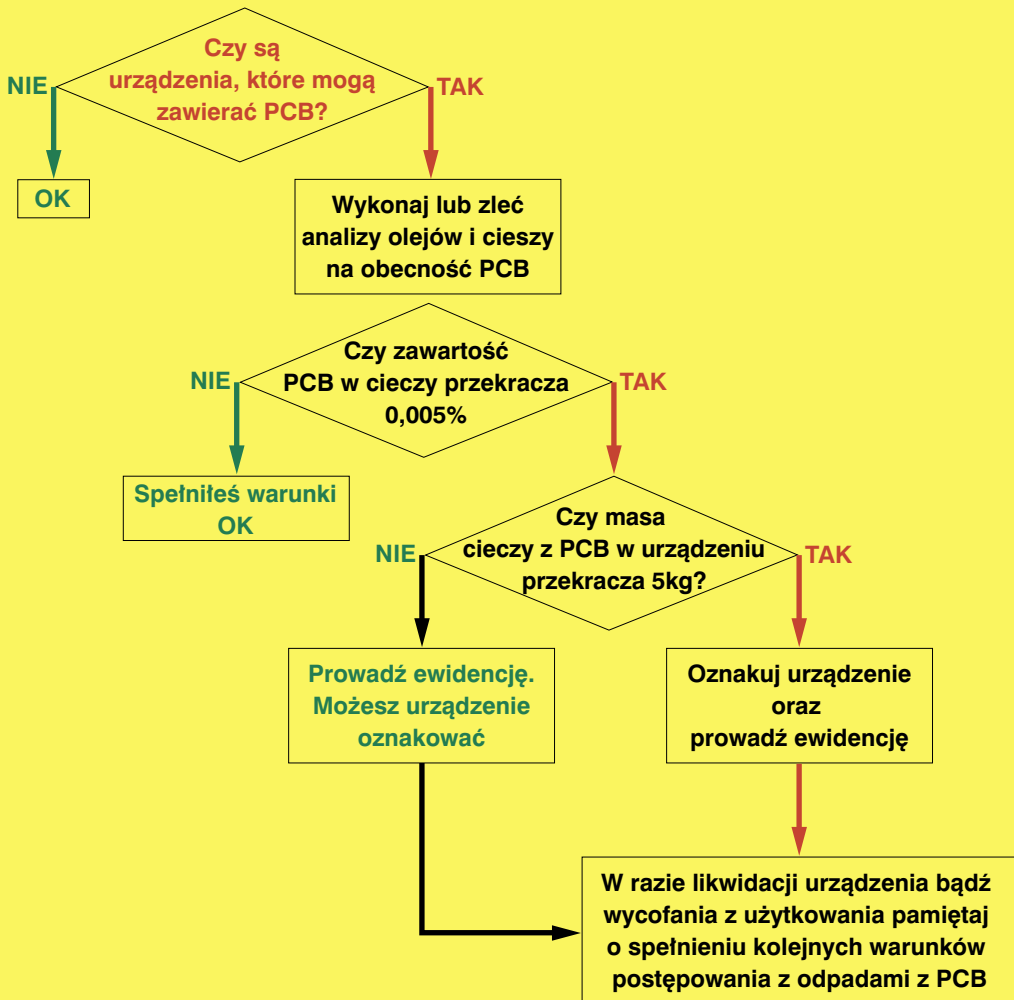 Czy są
urządzenia, które mogą
zawierać PCB?
NIE
TAK
OK
Wykonaj lub zleć
analizy olejów i cieszy
na obecność PCB
Czy zawartość
PCB w cieczy przekracza
0,005%
NIE
TAK
Spełniłeś warunki
OK
Czy masa
cieczy z PCB w urządzeniu
przekracza 5kg?
NIE
TAK
Prowadź ewidencję.
Możesz urządzenie
oznakować
Oznakuj urządzenie
oraz
prowadź ewidencję
W razie likwidacji urządzenia bądź
wycofania z użytkowania pamiętaj
o spełnieniu kolejnych warunków
postępowania z odpadami z PCB